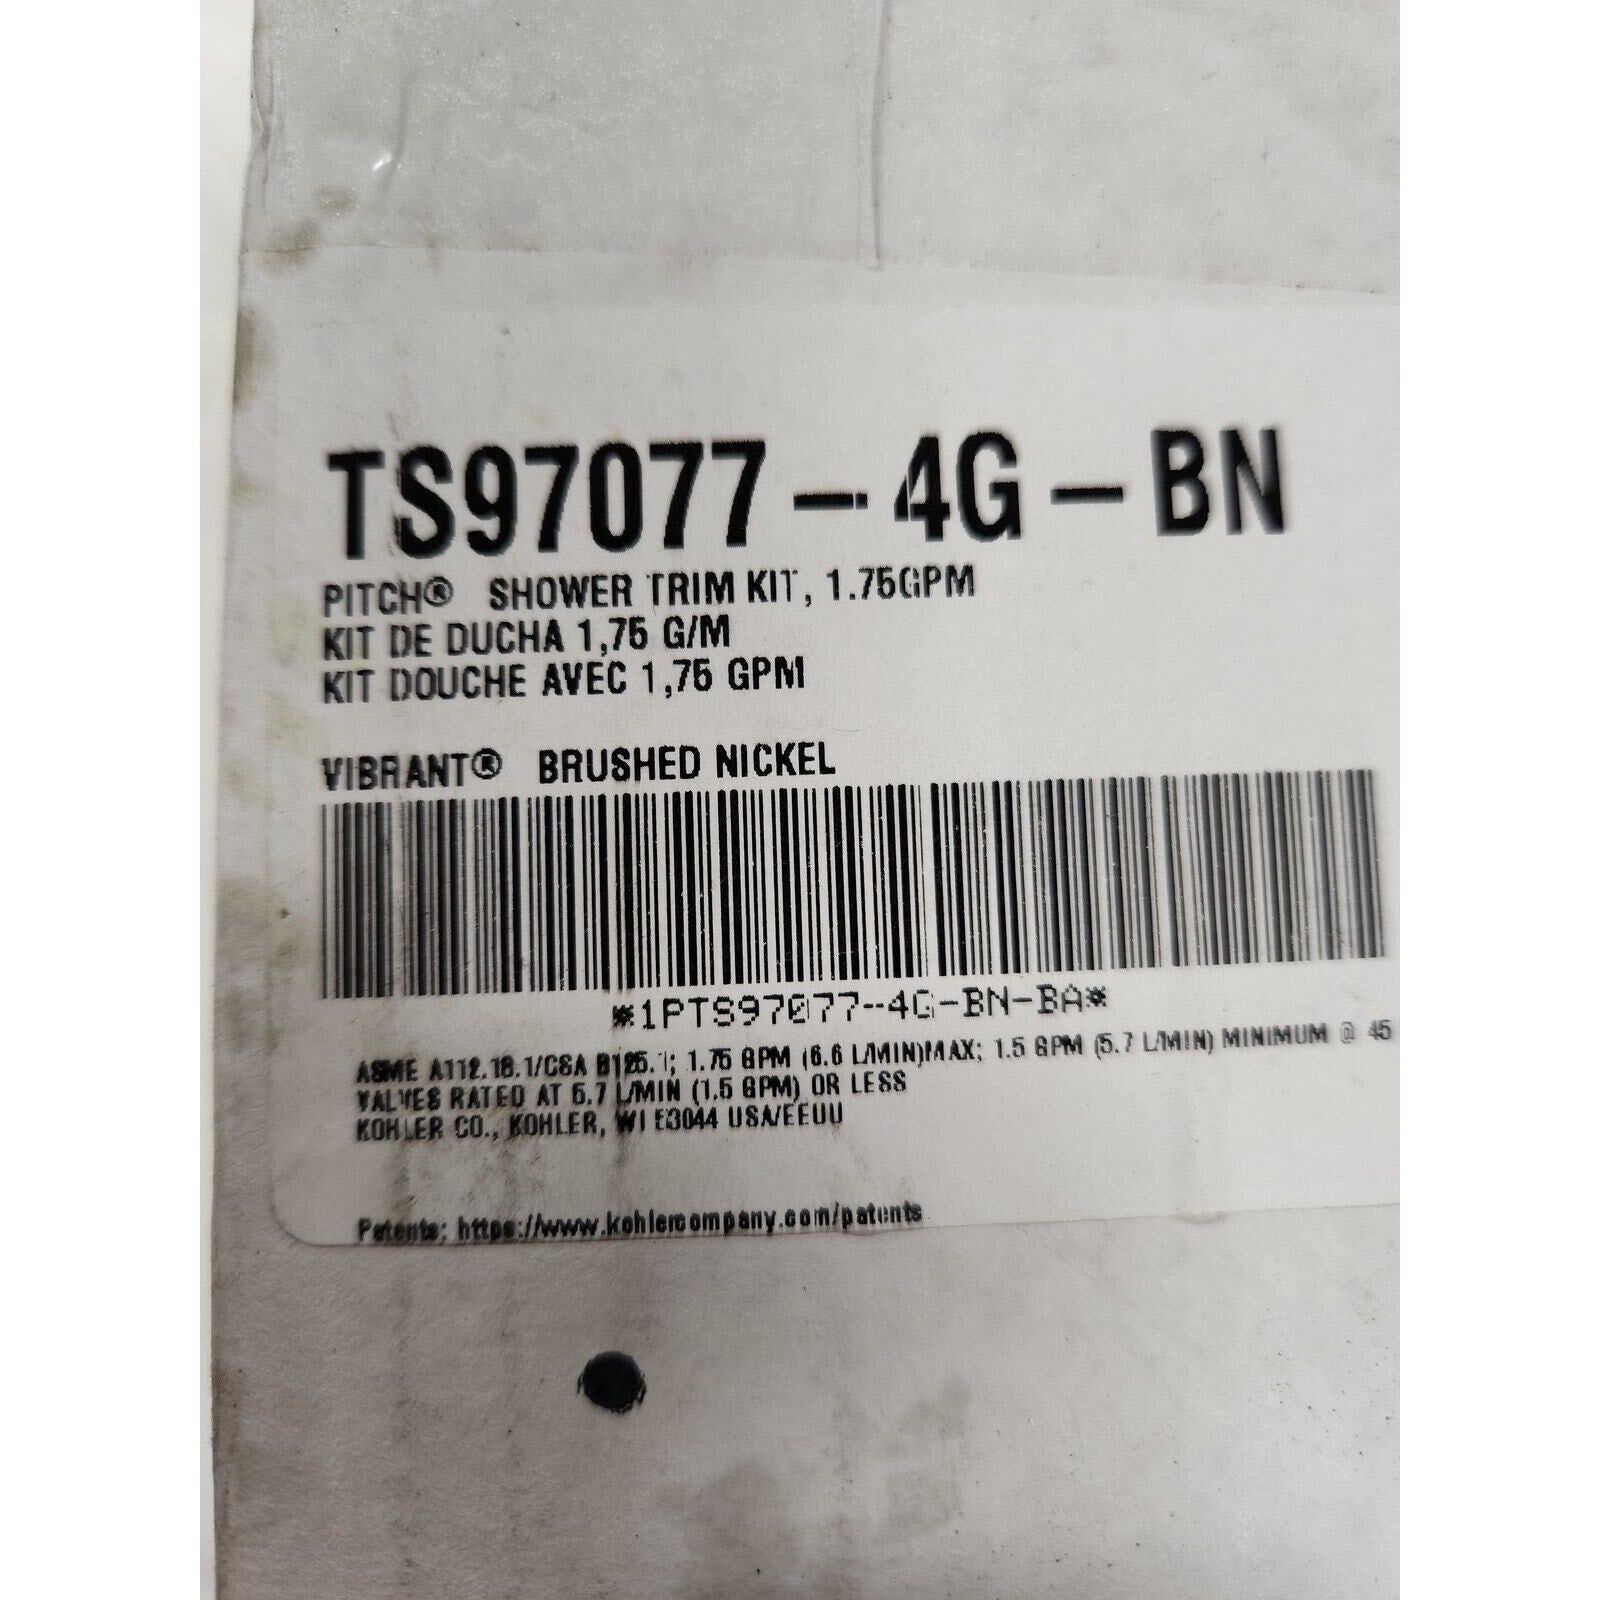 TS97077-4G-BN
PITCH® SHOWER TRIM KIT, 1.75GPM
KIT DE DUCHA 1,75 G/M
KIT DOUCHE AVEC 1,75 GPM
VIBRANT® BRUSHED NICKEL
*1PTS97077-4G-BN-BA*
ASME A112.18.1/CSA B125.1; 1.75 GPM (6.6 L/MIN)MAX; 1.5 GPM (5.7 L/MIN) MINIMUM @ 45
VALVES RATED AT 5.7 L/MIN (1.5 GPM) OR LESS
KOHLER CO., KOHLER, WI 53044 USA/EEUU
Patents: https://www.kohlercompany.com/patents